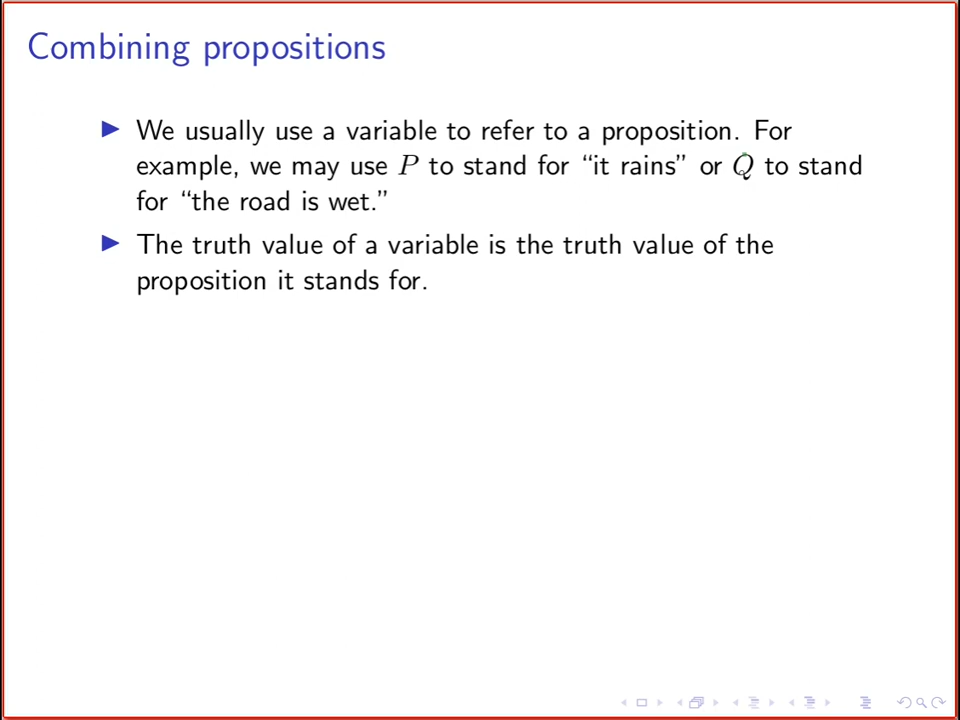 Combining propositions
We usually use a variable to refer to a proposition. For
example, we may use P to stand for “it rains” or Q to stand
for “the road is wet.”
The truth value of a variable is the truth value of the
proposition it stands for.